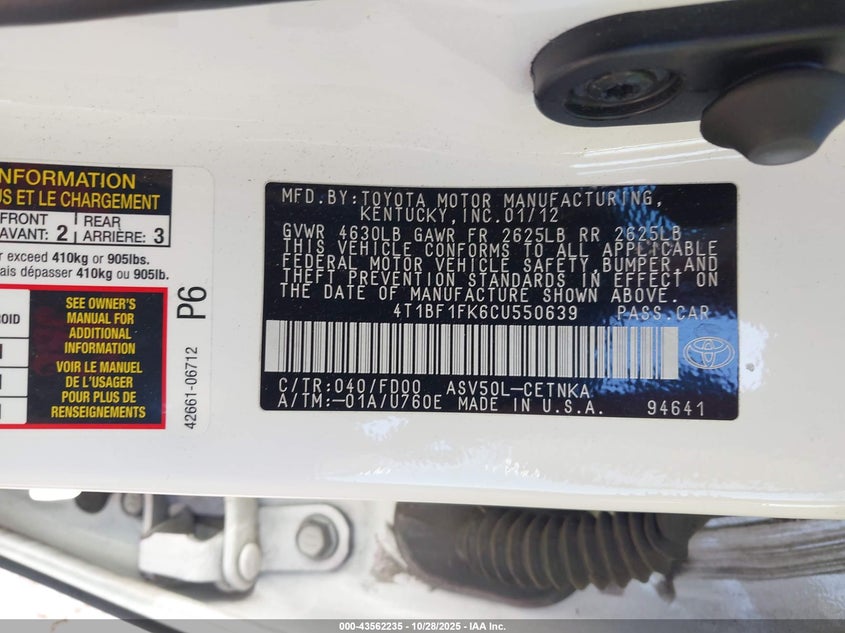 INFORMATION
US ET LE CHARGEMENT
FRONT
AVANT: 2
REAR
ARRIÈRE: 3
r exceed 410kg or 905lbs.
ais dépasser 410kg ou 905lb.
OID
SEE OWNER'S
MANUAL FOR
ADDITIONAL
INFORMATION
VOIR LE MANUEL
DE L'USAGER
POUR PLUS DE
RENSEIGNEMENTS
P6
42661-06712
MFD.BY:TOYOTA MOTOR MANUFACTURING,
KENTUCKY,INC.01/12
GVWR 4630LB GAWR FR 2625LB RR 2625LB
THIS VEHICLE CONFORMS TO ALL APPLICABLE
FEDERAL MOTOR VEHICLE SAFETY,BUMPER,AND
THEFT PREVENTION STANDARDS IN EFFECT ON
THE DATE OF MANUFACTURE SHOWN ABOVE.
4T1BF1FK6CU550639 PASS.CAR
C/TR:040/FD00 ASV50L-CETNKA
A/TM:-01A/U760E MADE IN U.S.A. 94641
000-43562235 | 10/28/2025 | IAA Inc.